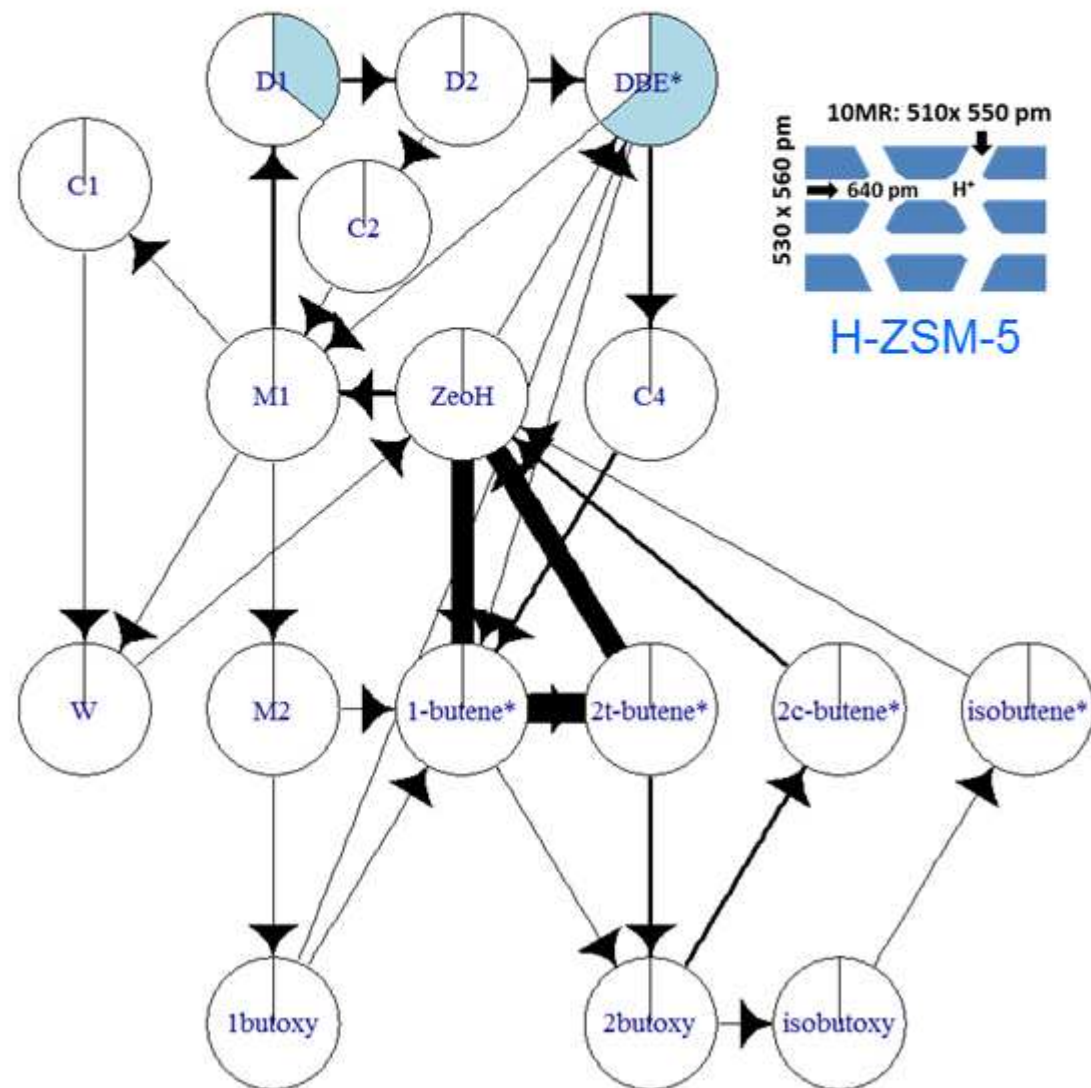 D1
D2
DBE*
10MR: 510x 550 pm
530 x 560 pm
640 pm
H⁺
H-ZSM-5
C1
C2
M1
ZeoH
C4
W
M2
1-butene*
2t-butene*
2c-butene*
isobutene*
1butoxy
2butoxy
isobutoxy